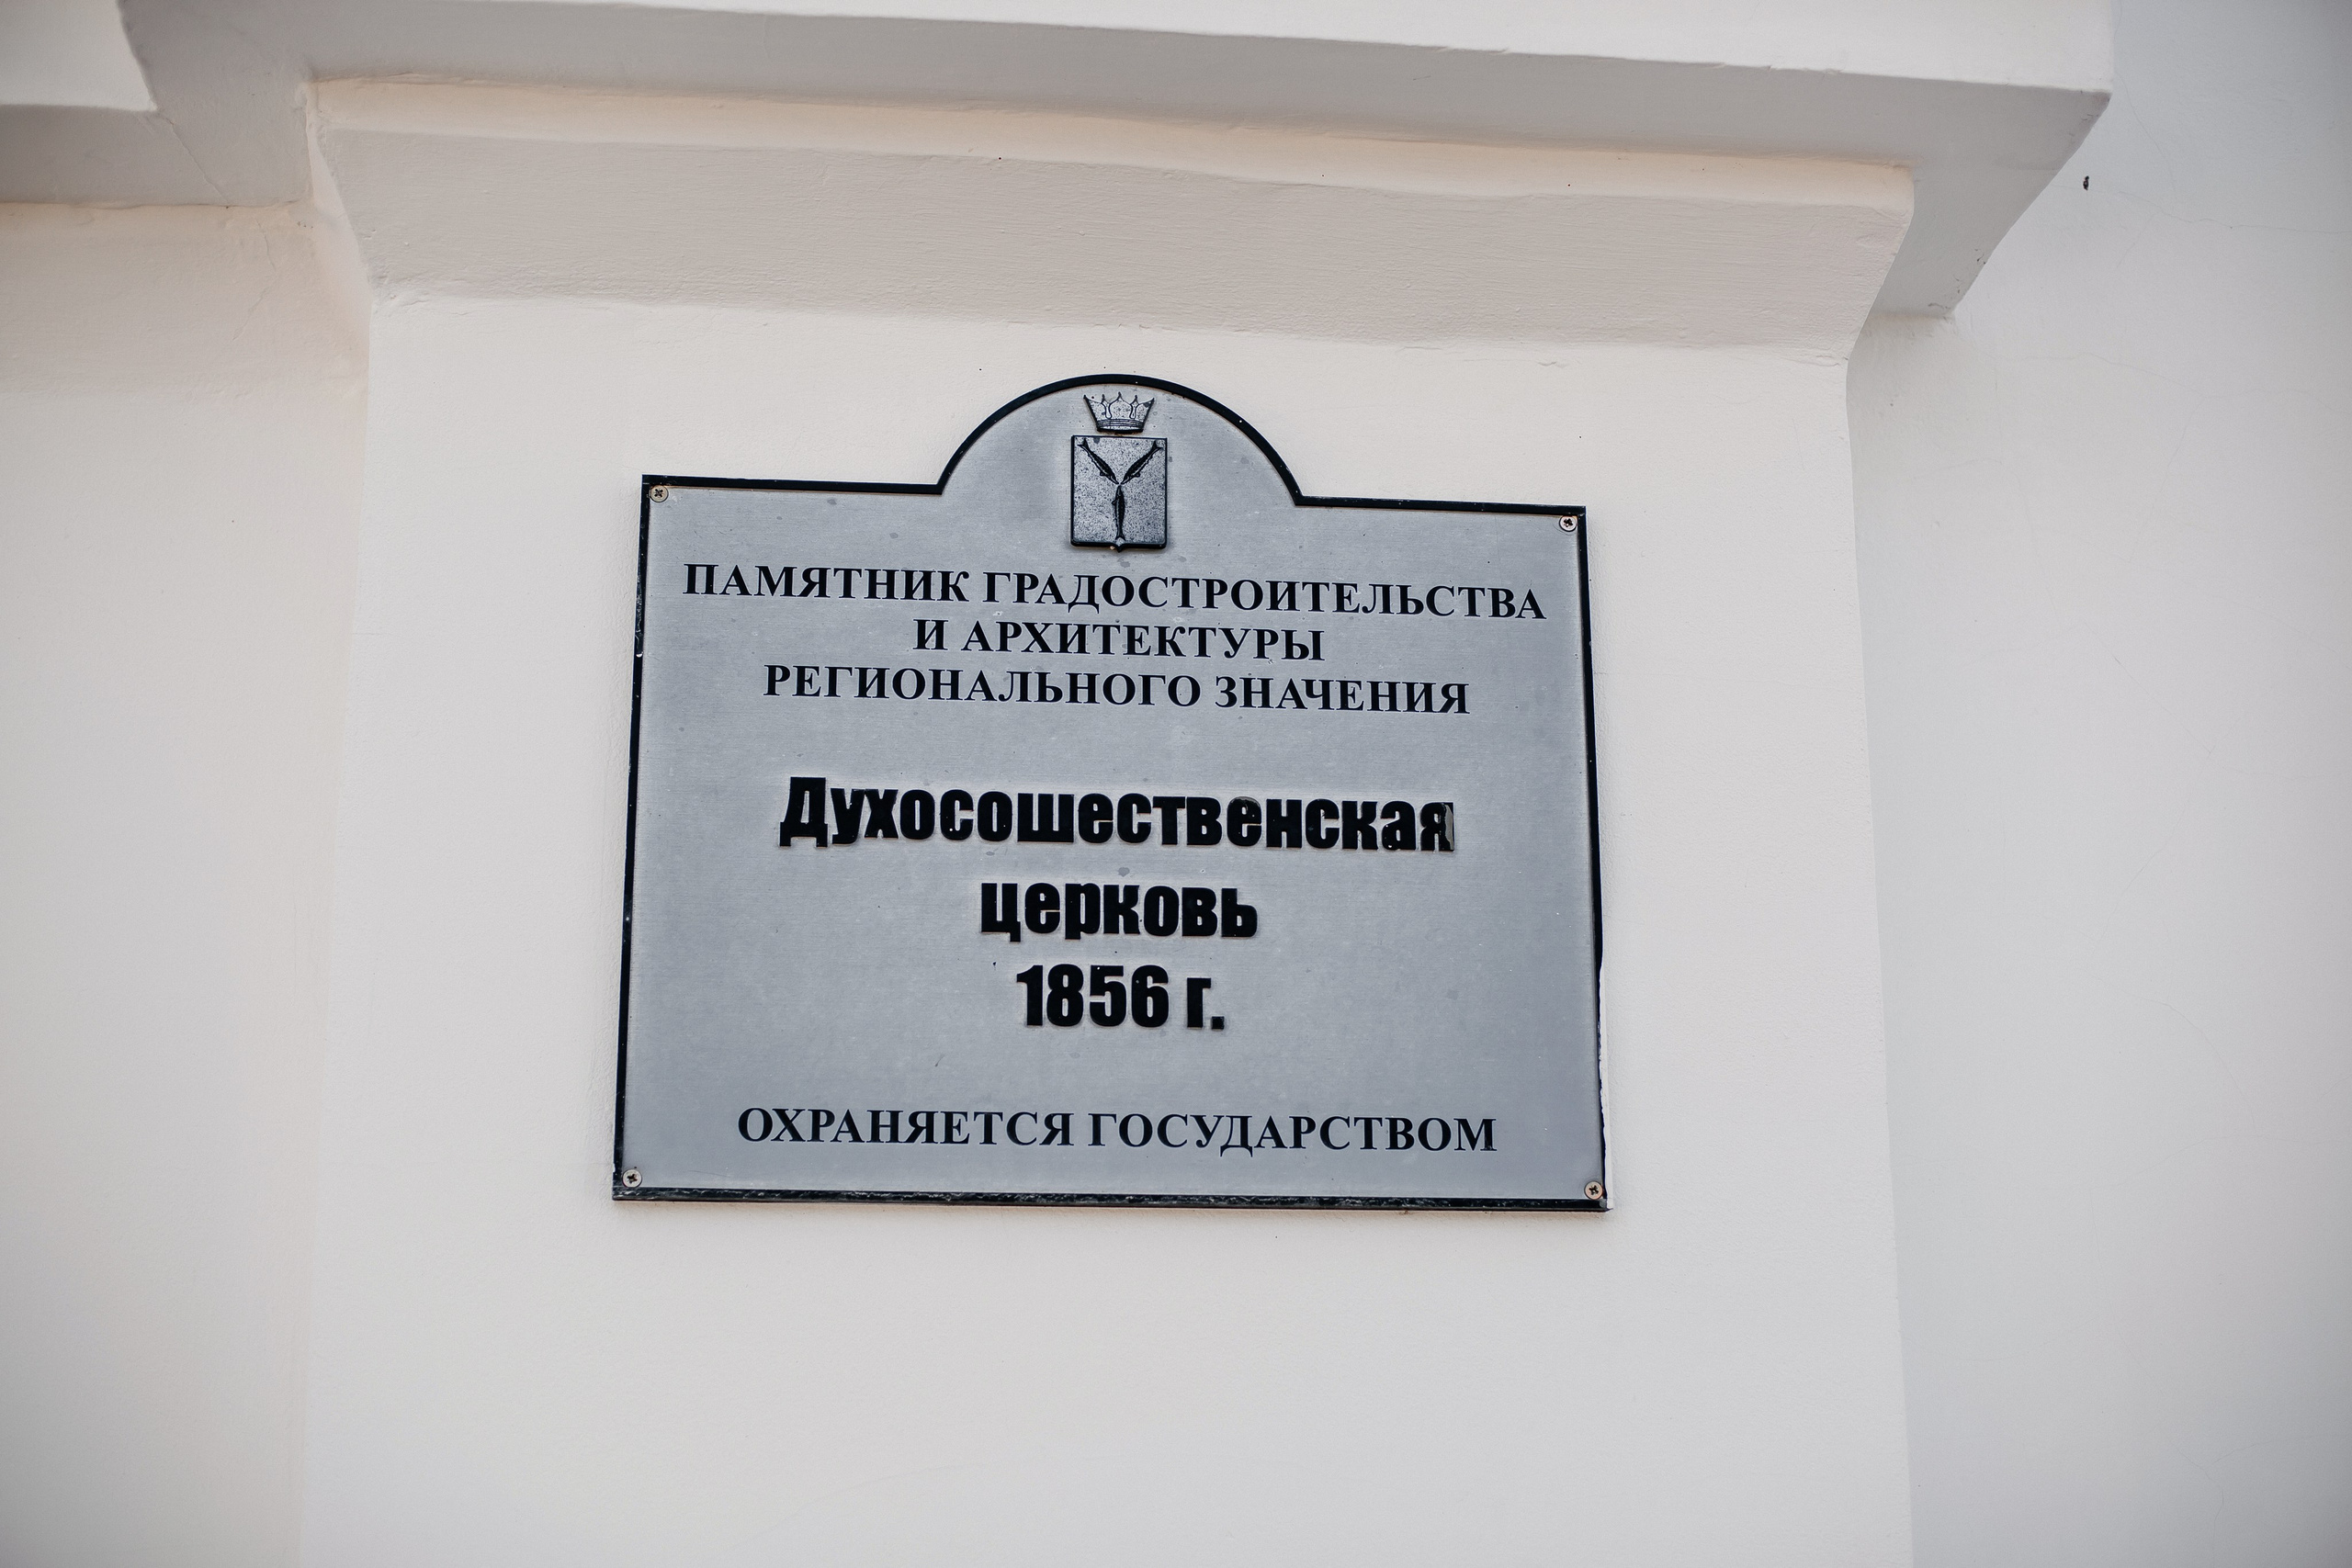 ПАМЯТНИК ГРАДОСТРОИТЕЛЬСТВА
И АРХИТЕКТУРЫ
РЕГИОНАЛЬНОГО ЗНАЧЕНИЯ
Духосошественская
церковь
1856 г.
ОХРАНЯЕТСЯ ГОСУДАРСТВОМ